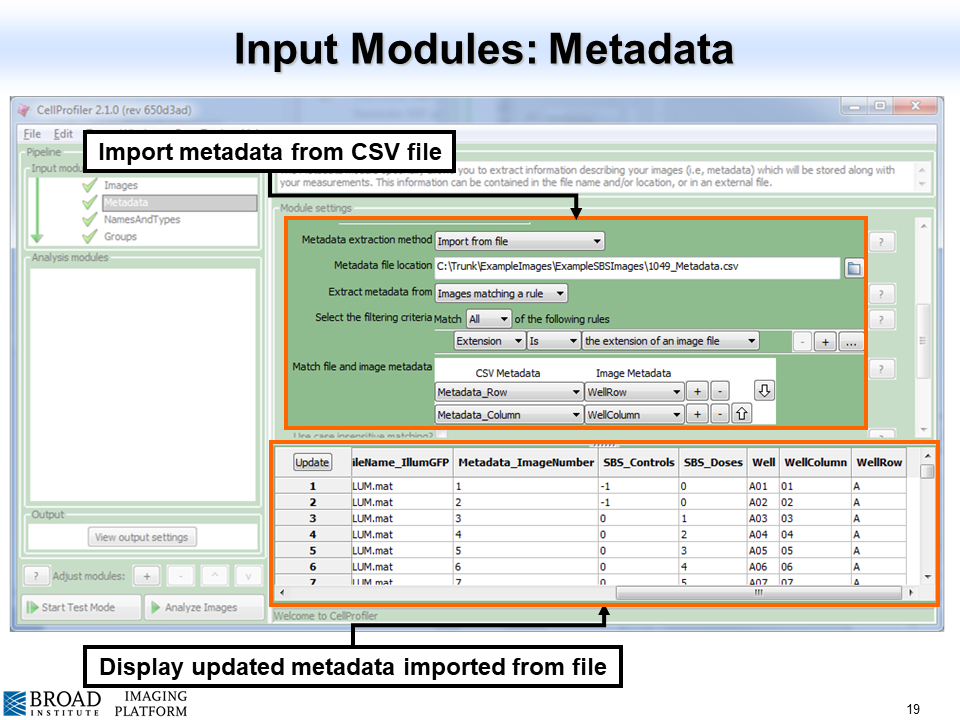 Input Modules: Metadata
CellProfiler 2.1.0 (rev 650d3ad)
File Edit
Import metadata from CSV file
Pipeline
Input modu
Images
Metadata
NamesAndTypes
Groups
Analysis modules
Output
View output settings
? Adjust modules: + - ^ v
Start Test Mode Analyze Images
you to extract information describing your images (i.e, metadata) which will be stored along with
your measurements. This information can be contained in the file name and/or location, or in an external file.
Module settings
Metadata extraction method Import from file ?
Metadata file location C:\Trunk\ExampleImages\ExampleSBSImages\1049_Metadata.csv
Extract metadata from Images matching a rule ?
Select the filtering criteria Match All of the following rules ?
Extension Is the extension of an image file - + ...
Match file and image metadata ?
CSV Metadata Image Metadata
Metadata_Row WellRow + -
Metadata_Column WellColumn + -
Use case insensitive matching?
Update ileName_IllumGFP Metadata_ImageNumber SBS_Controls SBS_Doses Well WellColumn WellRow
1 LUM.mat 1 -1 0 A01 01 A
2 LUM.mat 2 -1 0 A02 02 A
3 LUM.mat 3 0 1 A03 03 A
4 LUM.mat 4 0 2 A04 04 A
5 LUM.mat 5 0 3 A05 05 A
6 LUM.mat 6 0 4 A06 06 A
7 LUM.mat 7 0 5 A07 07 A
Welcome to CellProfiler
Display updated metadata imported from file
BROAD
INSTITUTE
IMAGING
PLATFORM
19